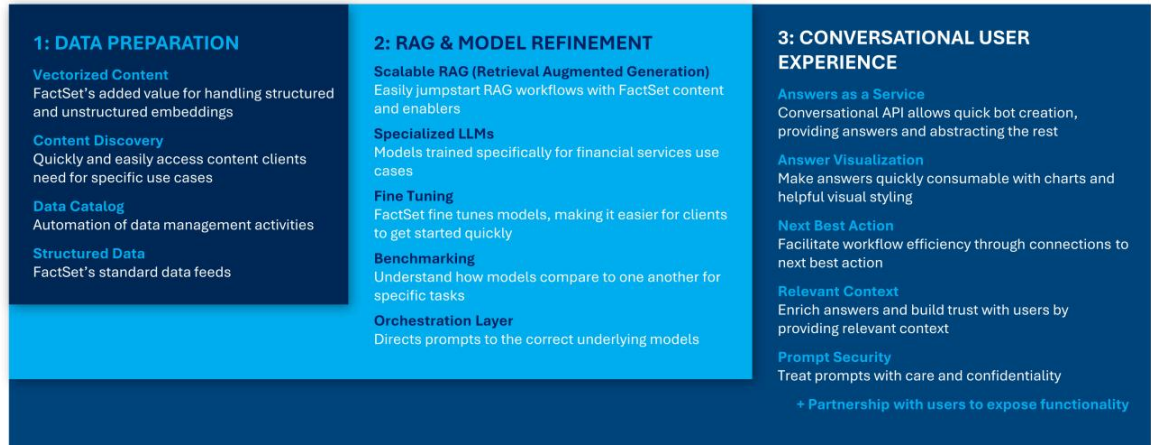 1: DATA PREPARATION
Vectorized Content
FactSet's added value for handling structured
and unstructured embeddings
Content Discovery
Quickly and easily access content clients
need for specific use cases
Data Catalog
Automation of data management activities
Structured Data
FactSet's standard data feeds
2: RAG & MODEL REFINEMENT
Scalable RAG (Retrieval Augmented Generation)
Easily jumpstart RAG workflows with FactSet content
and enablers
Specialized LLMs
Models trained specifically for financial services use
cases
Fine Tuning
FactSet fine tunes models, making it easier for clients
to get started quickly
Benchmarking
Understand how models compare to one another for
specific tasks
Orchestration Layer
Directs prompts to the correct underlying models
3: CONVERSATIONAL USER
EXPERIENCE
Answers as a Service
Conversational API allows quick bot creation,
providing answers and abstracting the rest
Answer Visualization
Make answers quickly consumable with charts and
helpful visual styling
Next Best Action
Facilitate workflow efficiency through connections to
next best action
Relevant Context
Enrich answers and build trust with users by
providing relevant context
Prompt Security
Treat prompts with care and confidentiality
+ Partnership with users to expose functionality